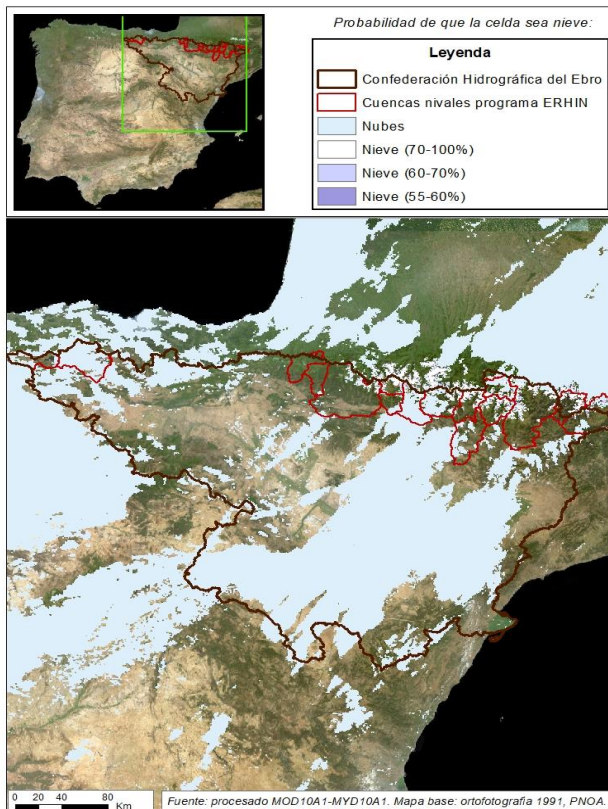 Probabilidad de que la celda sea nieve:
Leyenda
Confederación Hidrográfica del Ebro
Cuencas nivales programa ERHIN
Nubes
Nieve (70-100%)
Nieve (60-70%)
Nieve (55-60%)
0 20 40 80
Km
Fuente: procesado MOD10A1-MYD10A1. Mapa base: ortofotografía 1991, PNOA